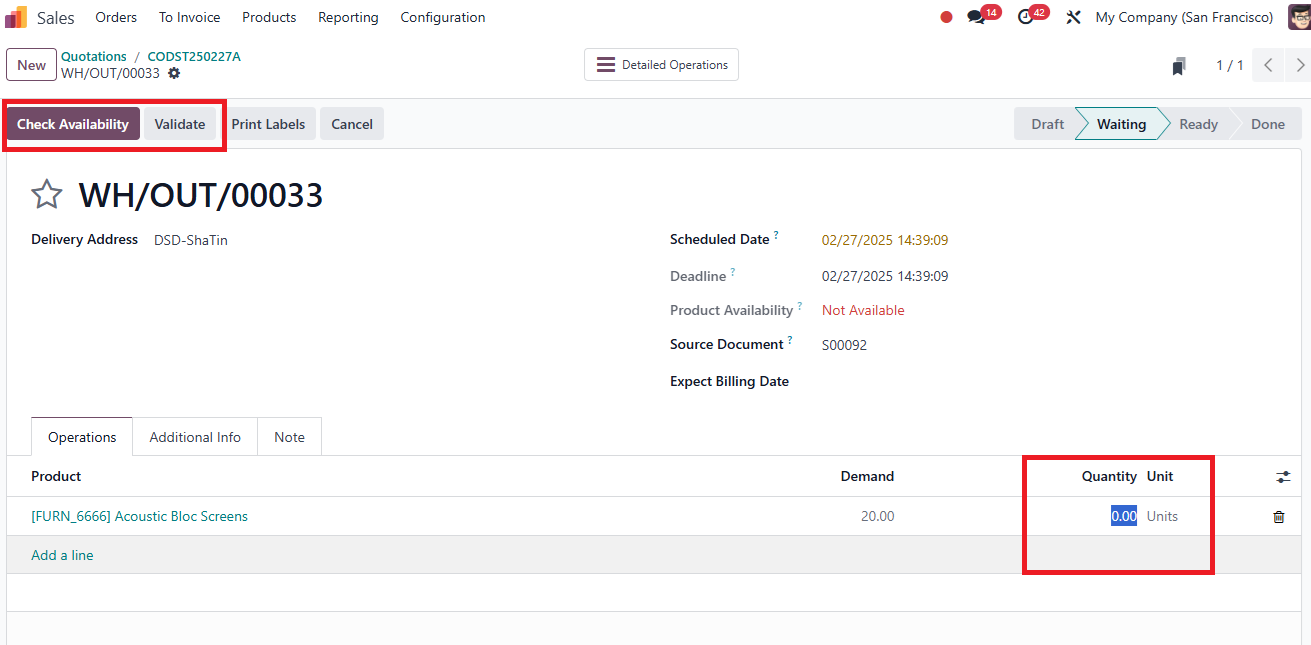 Sales Orders To Invoice Products Reporting Configuration 14 42 My Company (San Francisco)
New Quotations / CODST250227A
WH/OUT/00033
Detailed Operations
1 / 1
Check Availability Validate Print Labels Cancel Draft Waiting Ready Done
WH/OUT/00033
Delivery Address DSD-ShaTin
Scheduled Date ? 02/27/2025 14:39:09
Deadline ? 02/27/2025 14:39:09
Product Availability ? Not Available
Source Document ? S00092
Expect Billing Date
Operations Additional Info Note
Product Demand Quantity Unit
[FURN_6666] Acoustic Bloc Screens 20.00 0.00 Units
Add a line